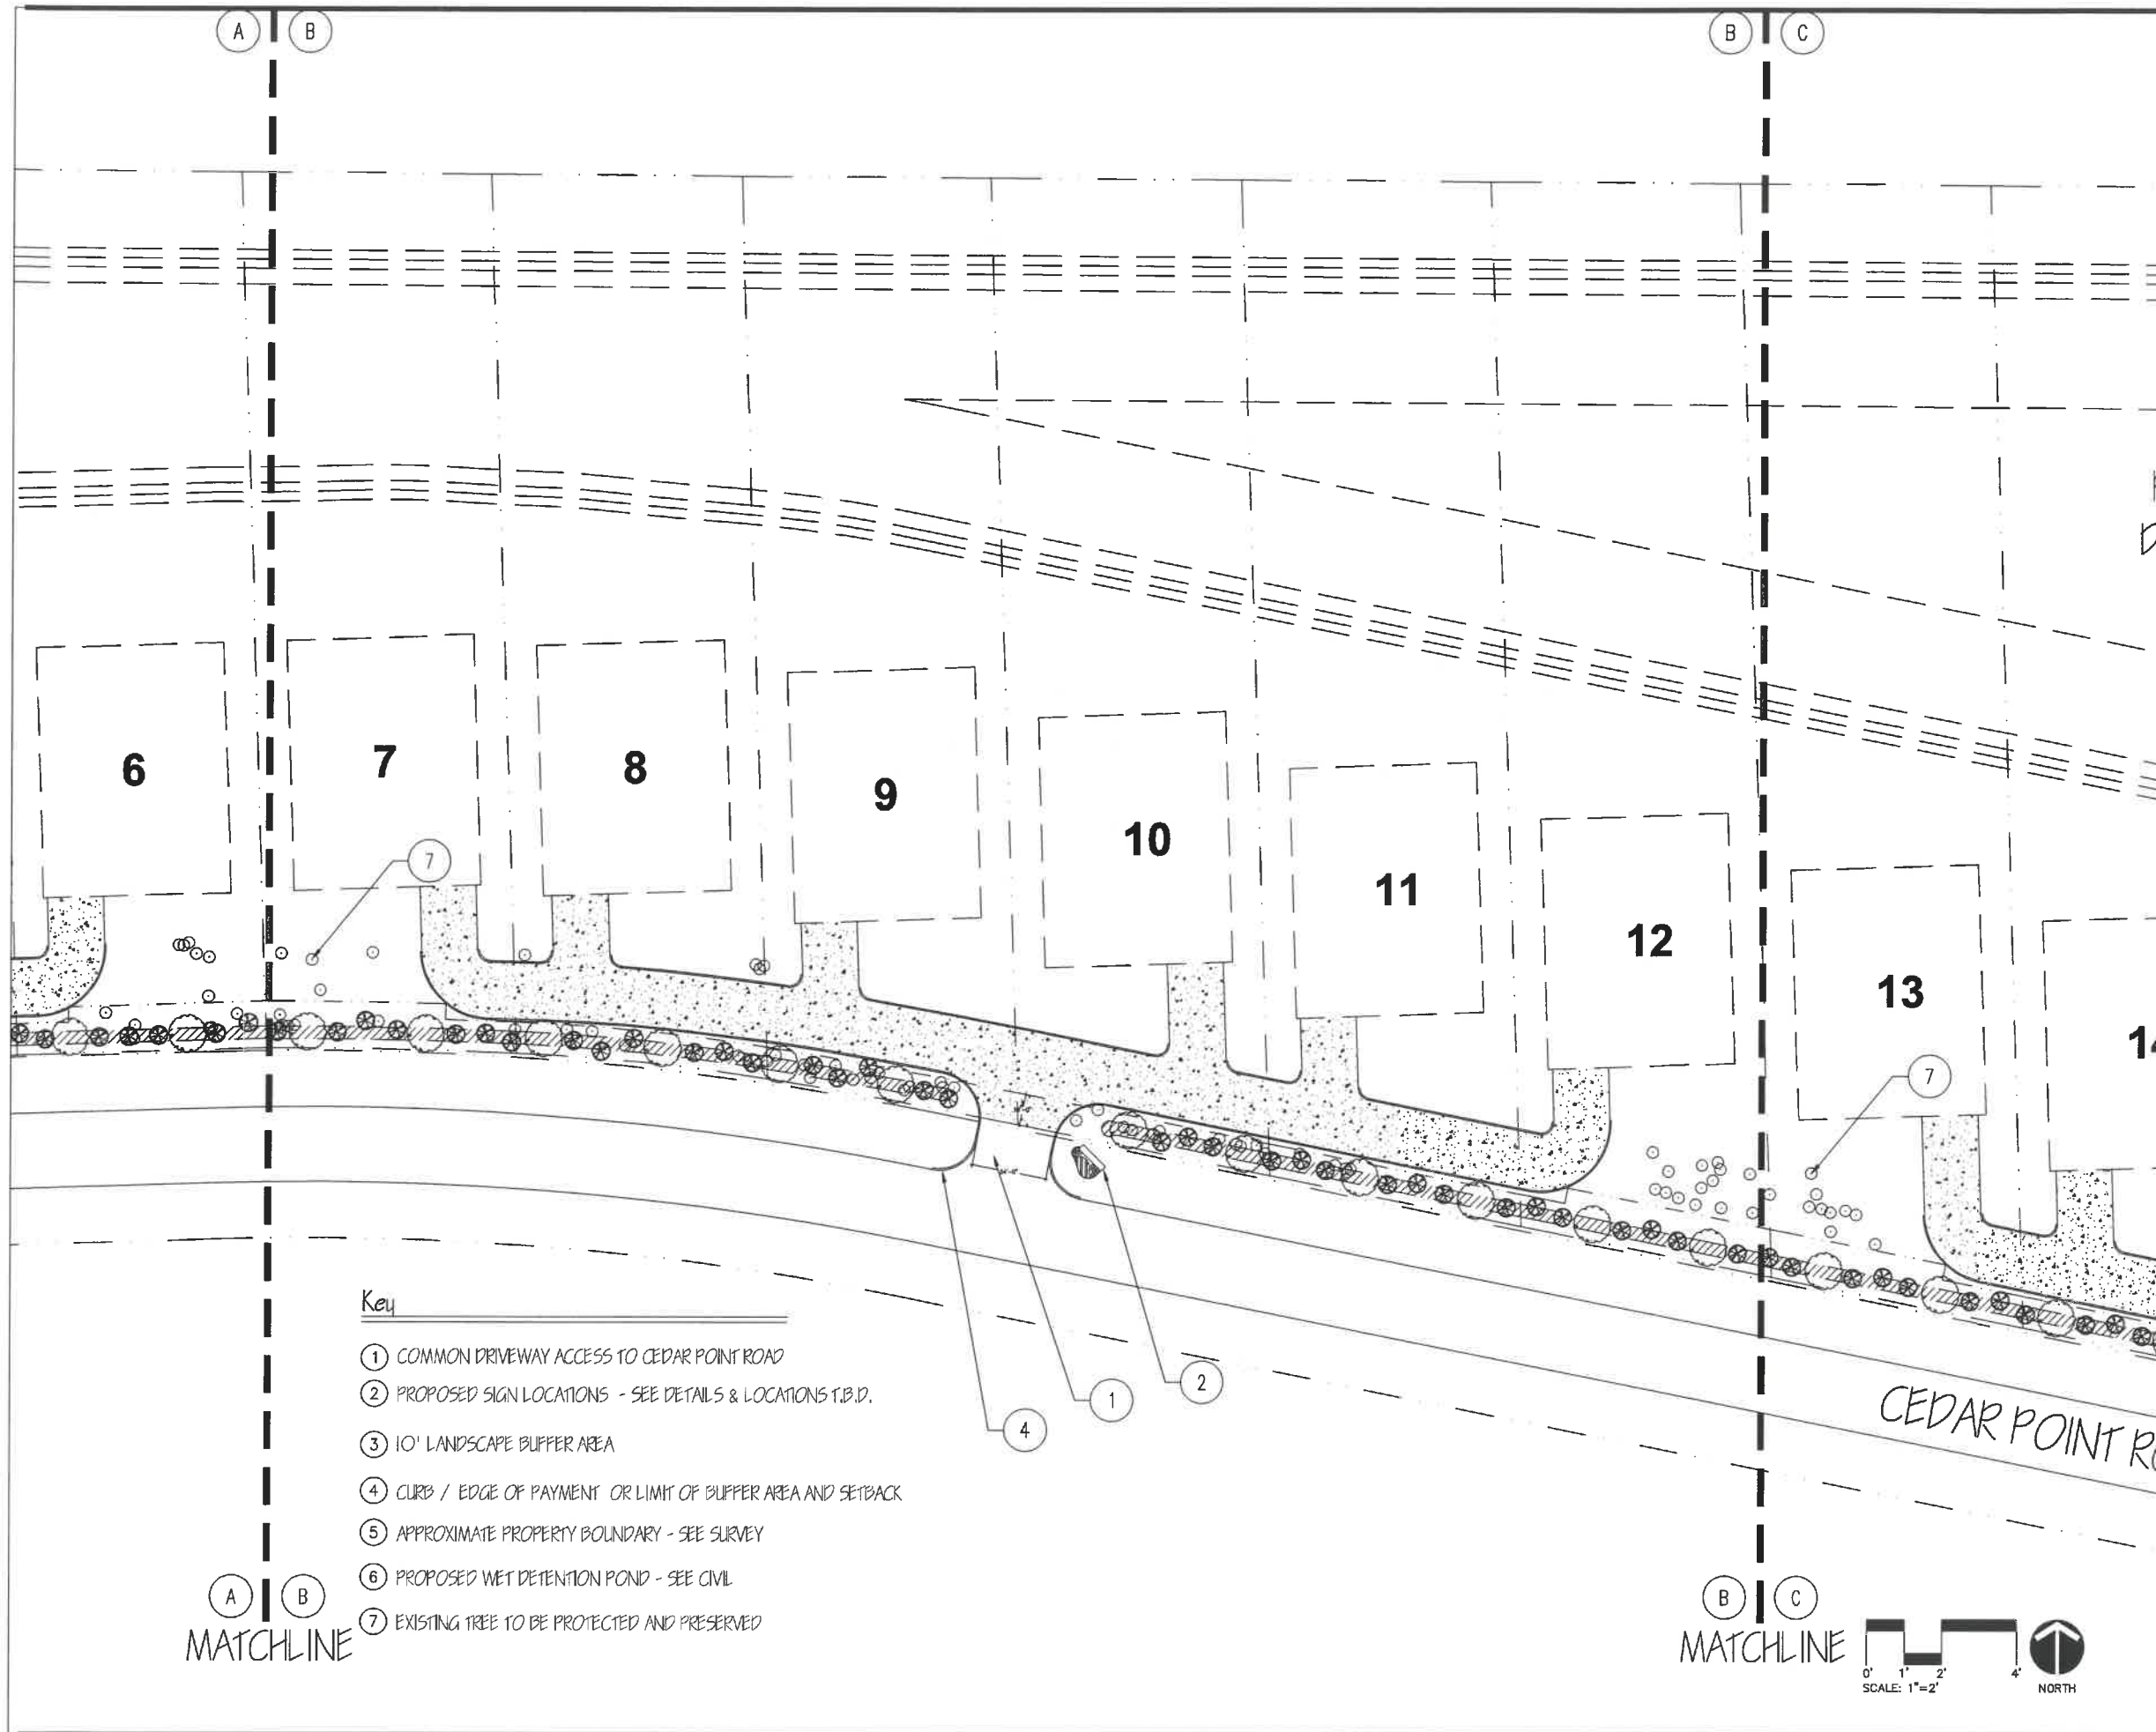 A B
B C
6
7
8
9
10
11
12
13
7
7
2
1
4
CEDAR POINT
Key
1 COMMON DRIVEWAY ACCESS TO CEDAR POINT ROAD
2 PROPOSED SIGN LOCATIONS - SEE DETAILS & LOCATIONS T.B.D.
3 10' LANDSCAPE BUFFER AREA
4 CURB / EDGE OF PAYMENT OR LIMIT OF BUFFER AREA AND SETBACK
5 APPROXIMATE PROPERTY BOUNDARY - SEE SURVEY
6 PROPOSED WET DETENTION POND - SEE CIVIL
7 EXISTING TREE TO BE PROTECTED AND PRESERVED
A B
MATCHLINE
B C
MATCHLINE
0' 1' 2' 4'
SCALE: 1"=2'
NORTH